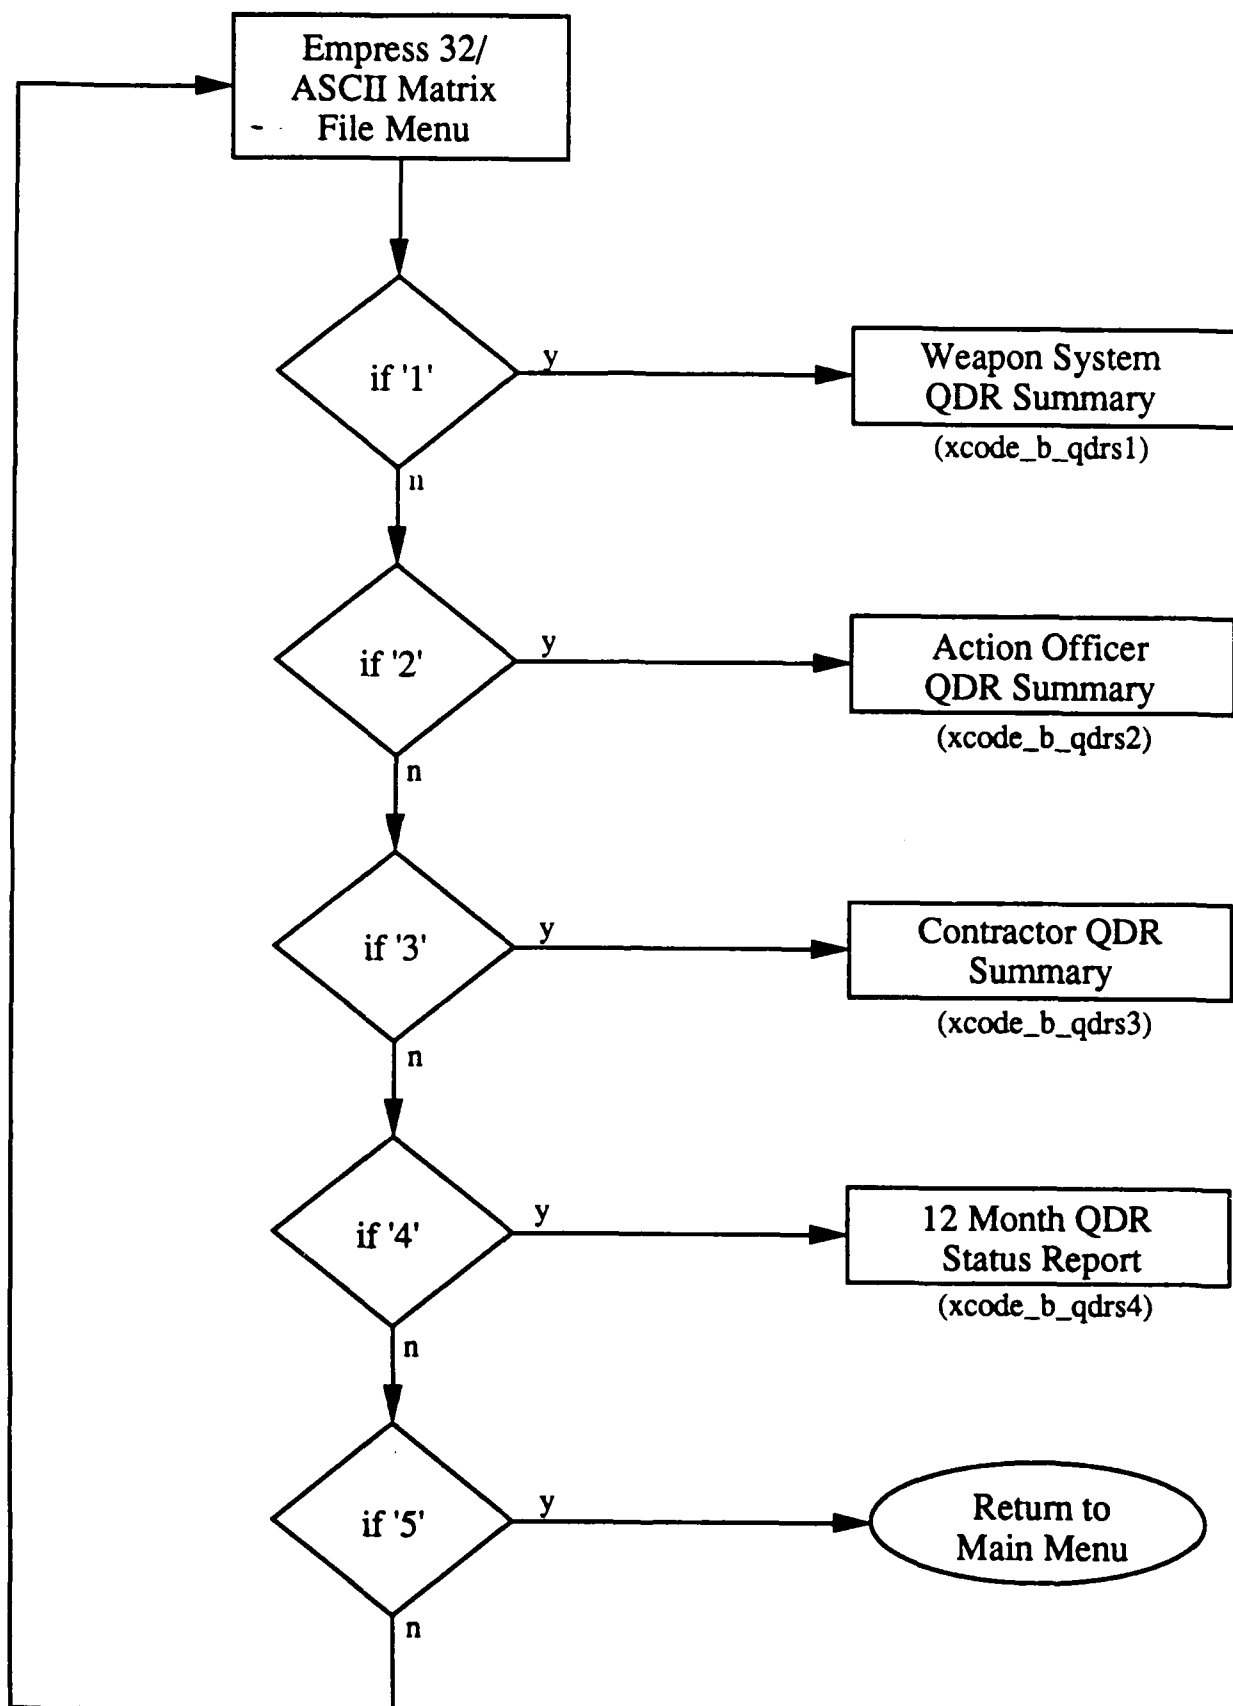 Empress 32/
ASCII Matrix
File Menu
if '1'
y
Weapon System
QDR Summary
(xcode_b_qdrs1)
n
if '2'
y
Action Officer
QDR Summary
(xcode_b_qdrs2)
n
if '3'
y
Contractor QDR
Summary
(xcode_b_qdrs3)
n
if '4'
y
12 Month QDR
Status Report
(xcode_b_qdrs4)
n
if '5'
y
Return to
Main Menu
n